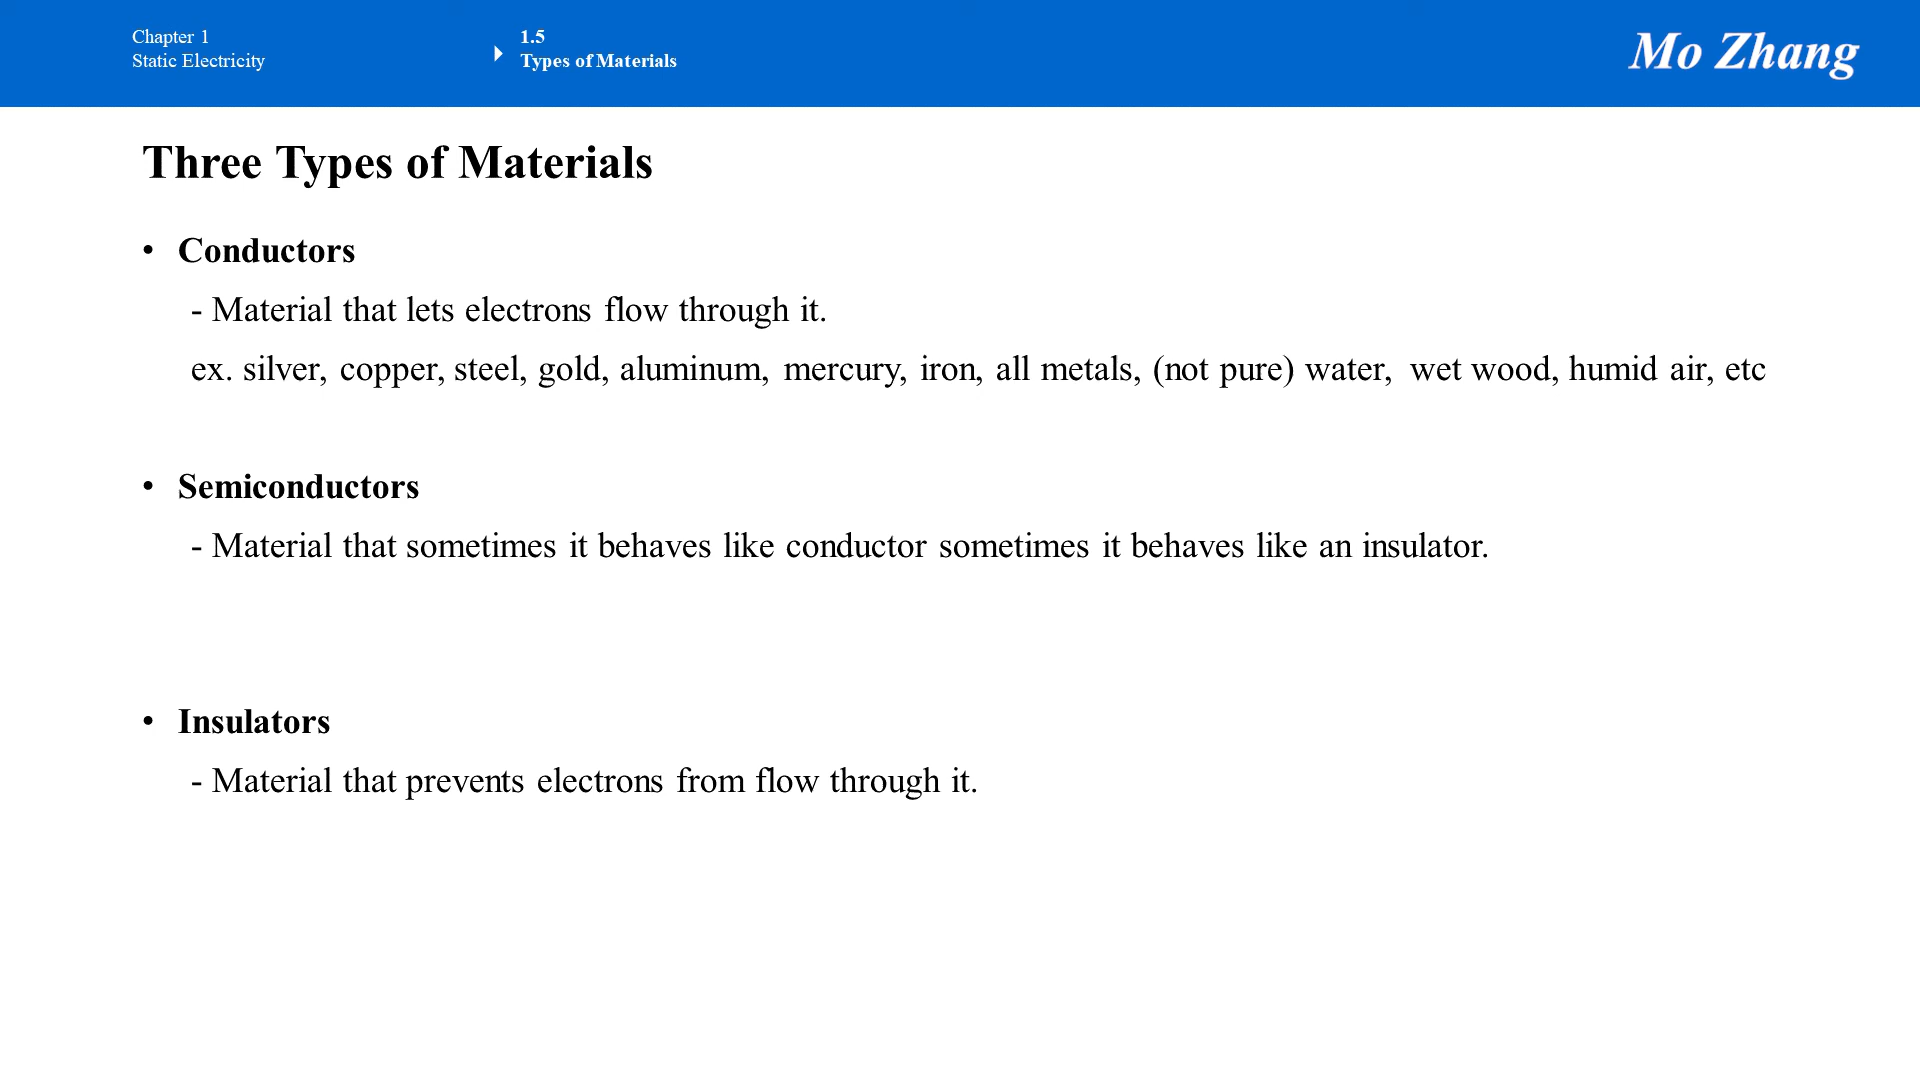 Chapter 1
Static Electricity
1.5
Types of Materials
Mo Zhang
Three Types of Materials
• Conductors
- Material that lets electrons flow through it.
ex. silver, copper, steel, gold, aluminum, mercury, iron, all metals, (not pure) water, wet wood, humid air, etc
• Semiconductors
- Material that sometimes it behaves like conductor sometimes it behaves like an insulator.
• Insulators
- Material that prevents electrons from flow through it.